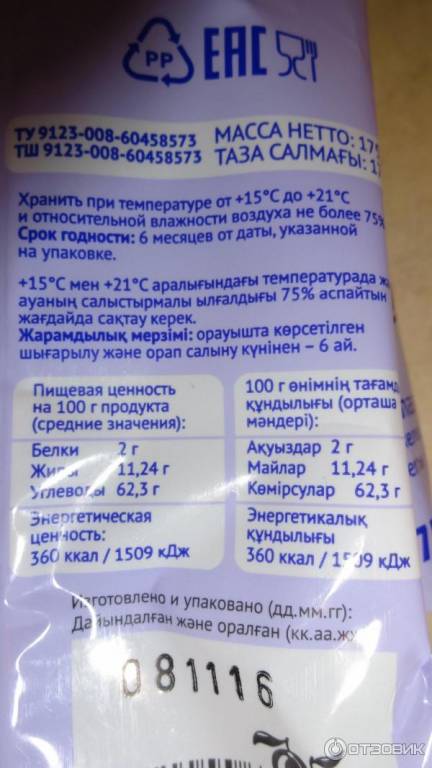 PP EAC
ТУ 9123-008-60458573
ТШ 9123-008-60458573
МАССА НЕТТО:
ТАЗА САЛМАҒЫ:
Хранить при температуре от +15°С до +21°С
и относительной влажности воздуха не более 75%
Срок годности: 6 месяцев от даты, указанной
на упаковке.
+15°С мен +21°С аралығындағы температурада
ауаның салыстырмалы ылғалдығы 75% аспайтын
жағдайда сақтау керек.
Жарамдылық мерзімі: орауышта көрсетілген
шығарылу және орап салыну күнінен – 6 ай.
Пищевая ценность
на 100 г продукта
(средние значения):
Белки 2 г
Жиры 11,24 г
Углеводы 62,3 г
Энергетическая
ценность:
360 ккал / 1509 кДж
100 г өнімнің
құндылығы (орташа
мәндері):
Ақуыздар 2 г
Майлар 11,24 г
Көмірсулар 62,3 г
Энергетикалық
құндылығы
360 ккал / 1509 кДж
Изготовлено и упаковано (дд.мм.гг):
Дайындалған және оралған
081116
ОТЗОВИК